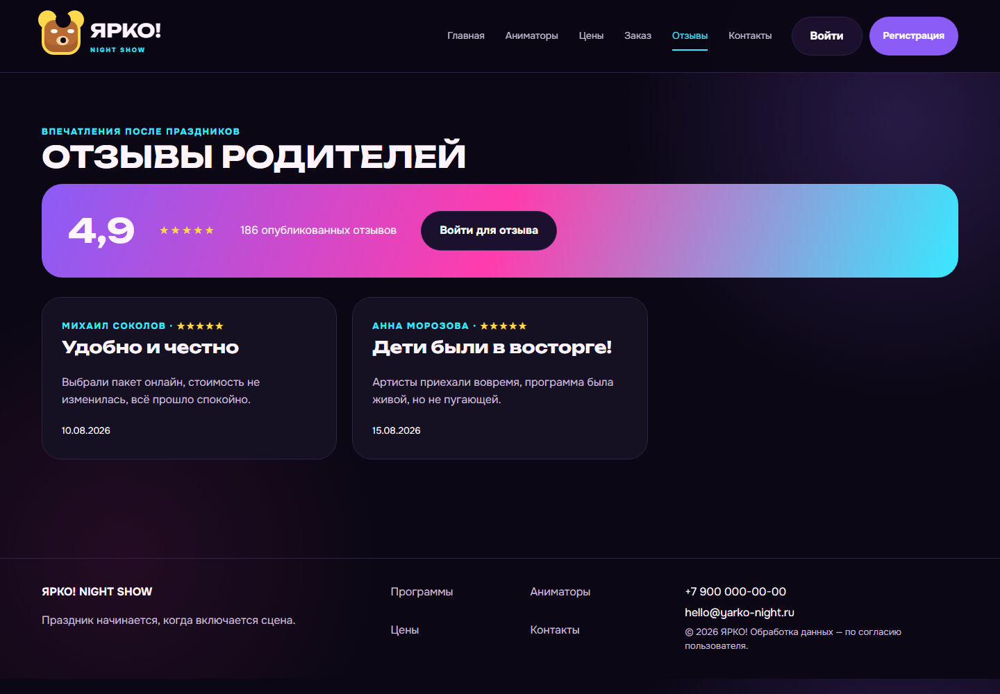 ЯРКО!
NIGHT SHOW
Главная Аниматоры Цены Заказ Отзывы Контакты Войти Регистрация
ВПЕЧАТЛЕНИЯ ПОСЛЕ ПРАЗДНИКОВ
ОТЗЫВЫ РОДИТЕЛЕЙ
4,9 ★★★★★ 186 опубликованных отзывов Войти для отзыва
МИХАИЛ СОКОЛОВ · ★★★★★
Удобно и честно
Выбрали пакет онлайн, стоимость не
изменилась, всё прошло спокойно.
10.08.2026
АННА МОРОЗОВА · ★★★★★
Дети были в восторге!
Артисты приехали вовремя, программа была
живой, но не пугающей.
15.08.2026
ЯРКО! NIGHT SHOW
Праздник начинается, когда включается сцена.
Программы
Аниматоры
Цены
Контакты
+7 900 000-00-00
hello@yarko-night.ru
© 2026 ЯРКО! Обработка данных — по согласию
пользователя.